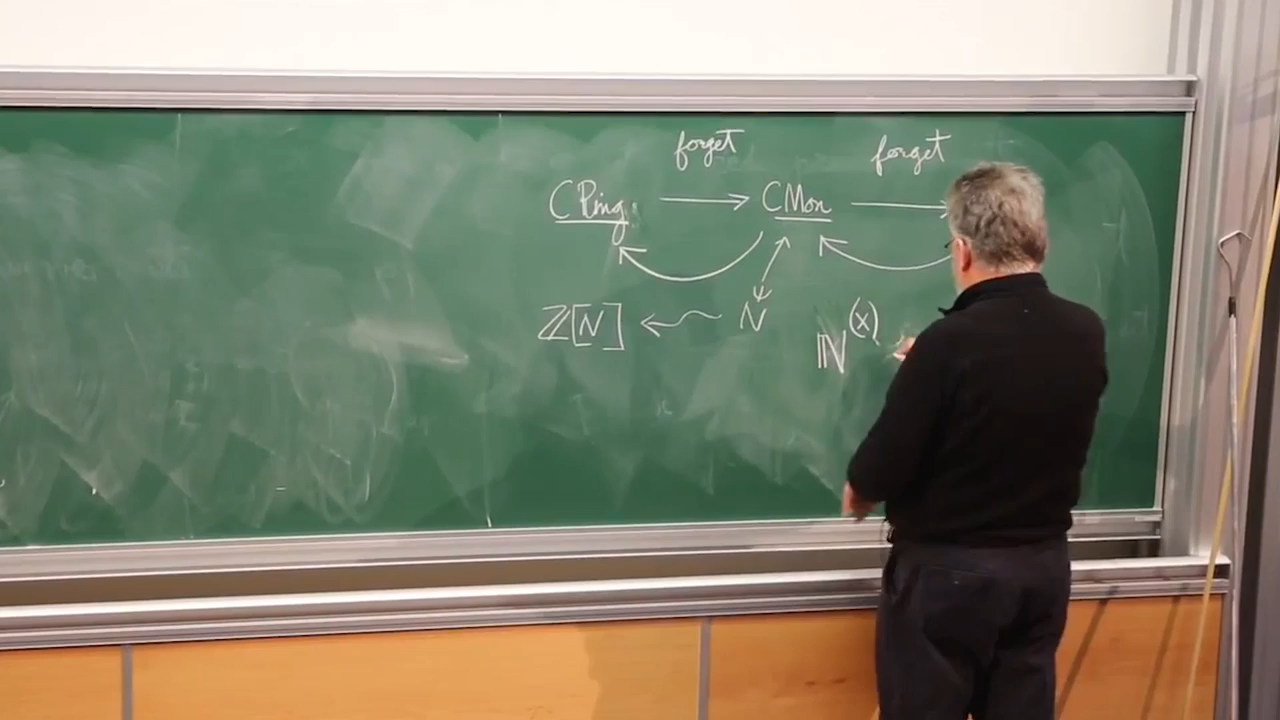 forget forget
CRing → CMon →
Z[N] ← N ℕ^(X)